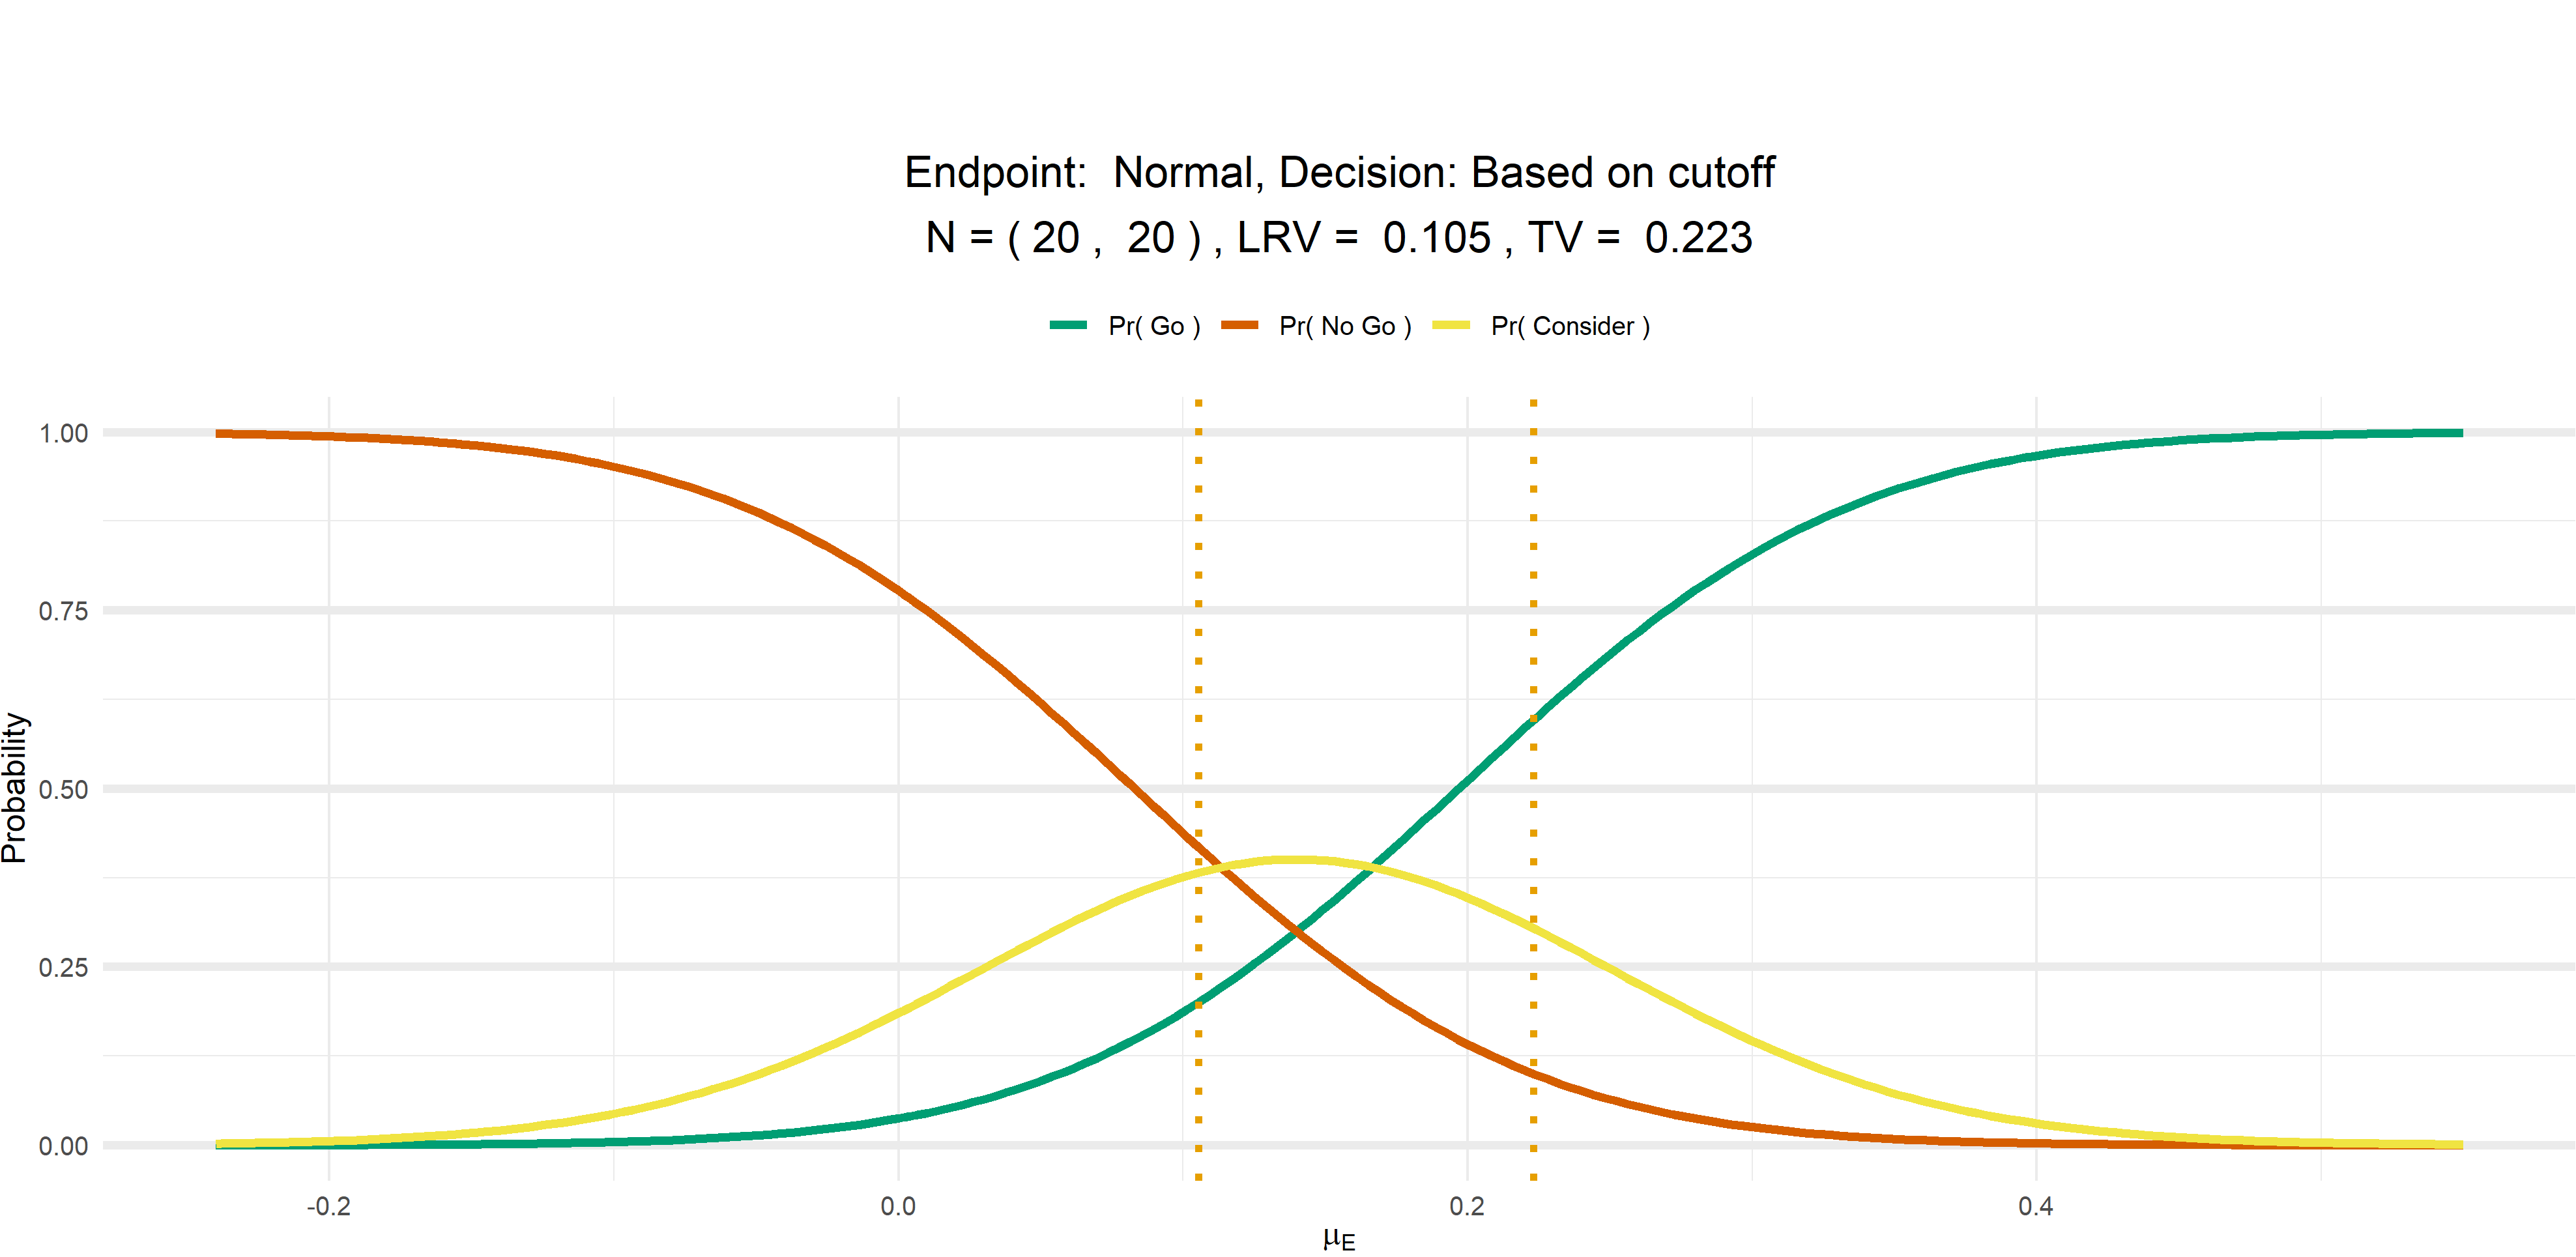 Endpoint:  Normal, Decision: Based on cutoff
N = ( 20 ,  20 ) , LRV =  0.105 , TV =  0.223
Pr( Go ) Pr( No Go ) Pr( Consider )
1.00
0.75
0.50
0.25
0.00
Probability
-0.2 0.0 0.2 0.4
μE